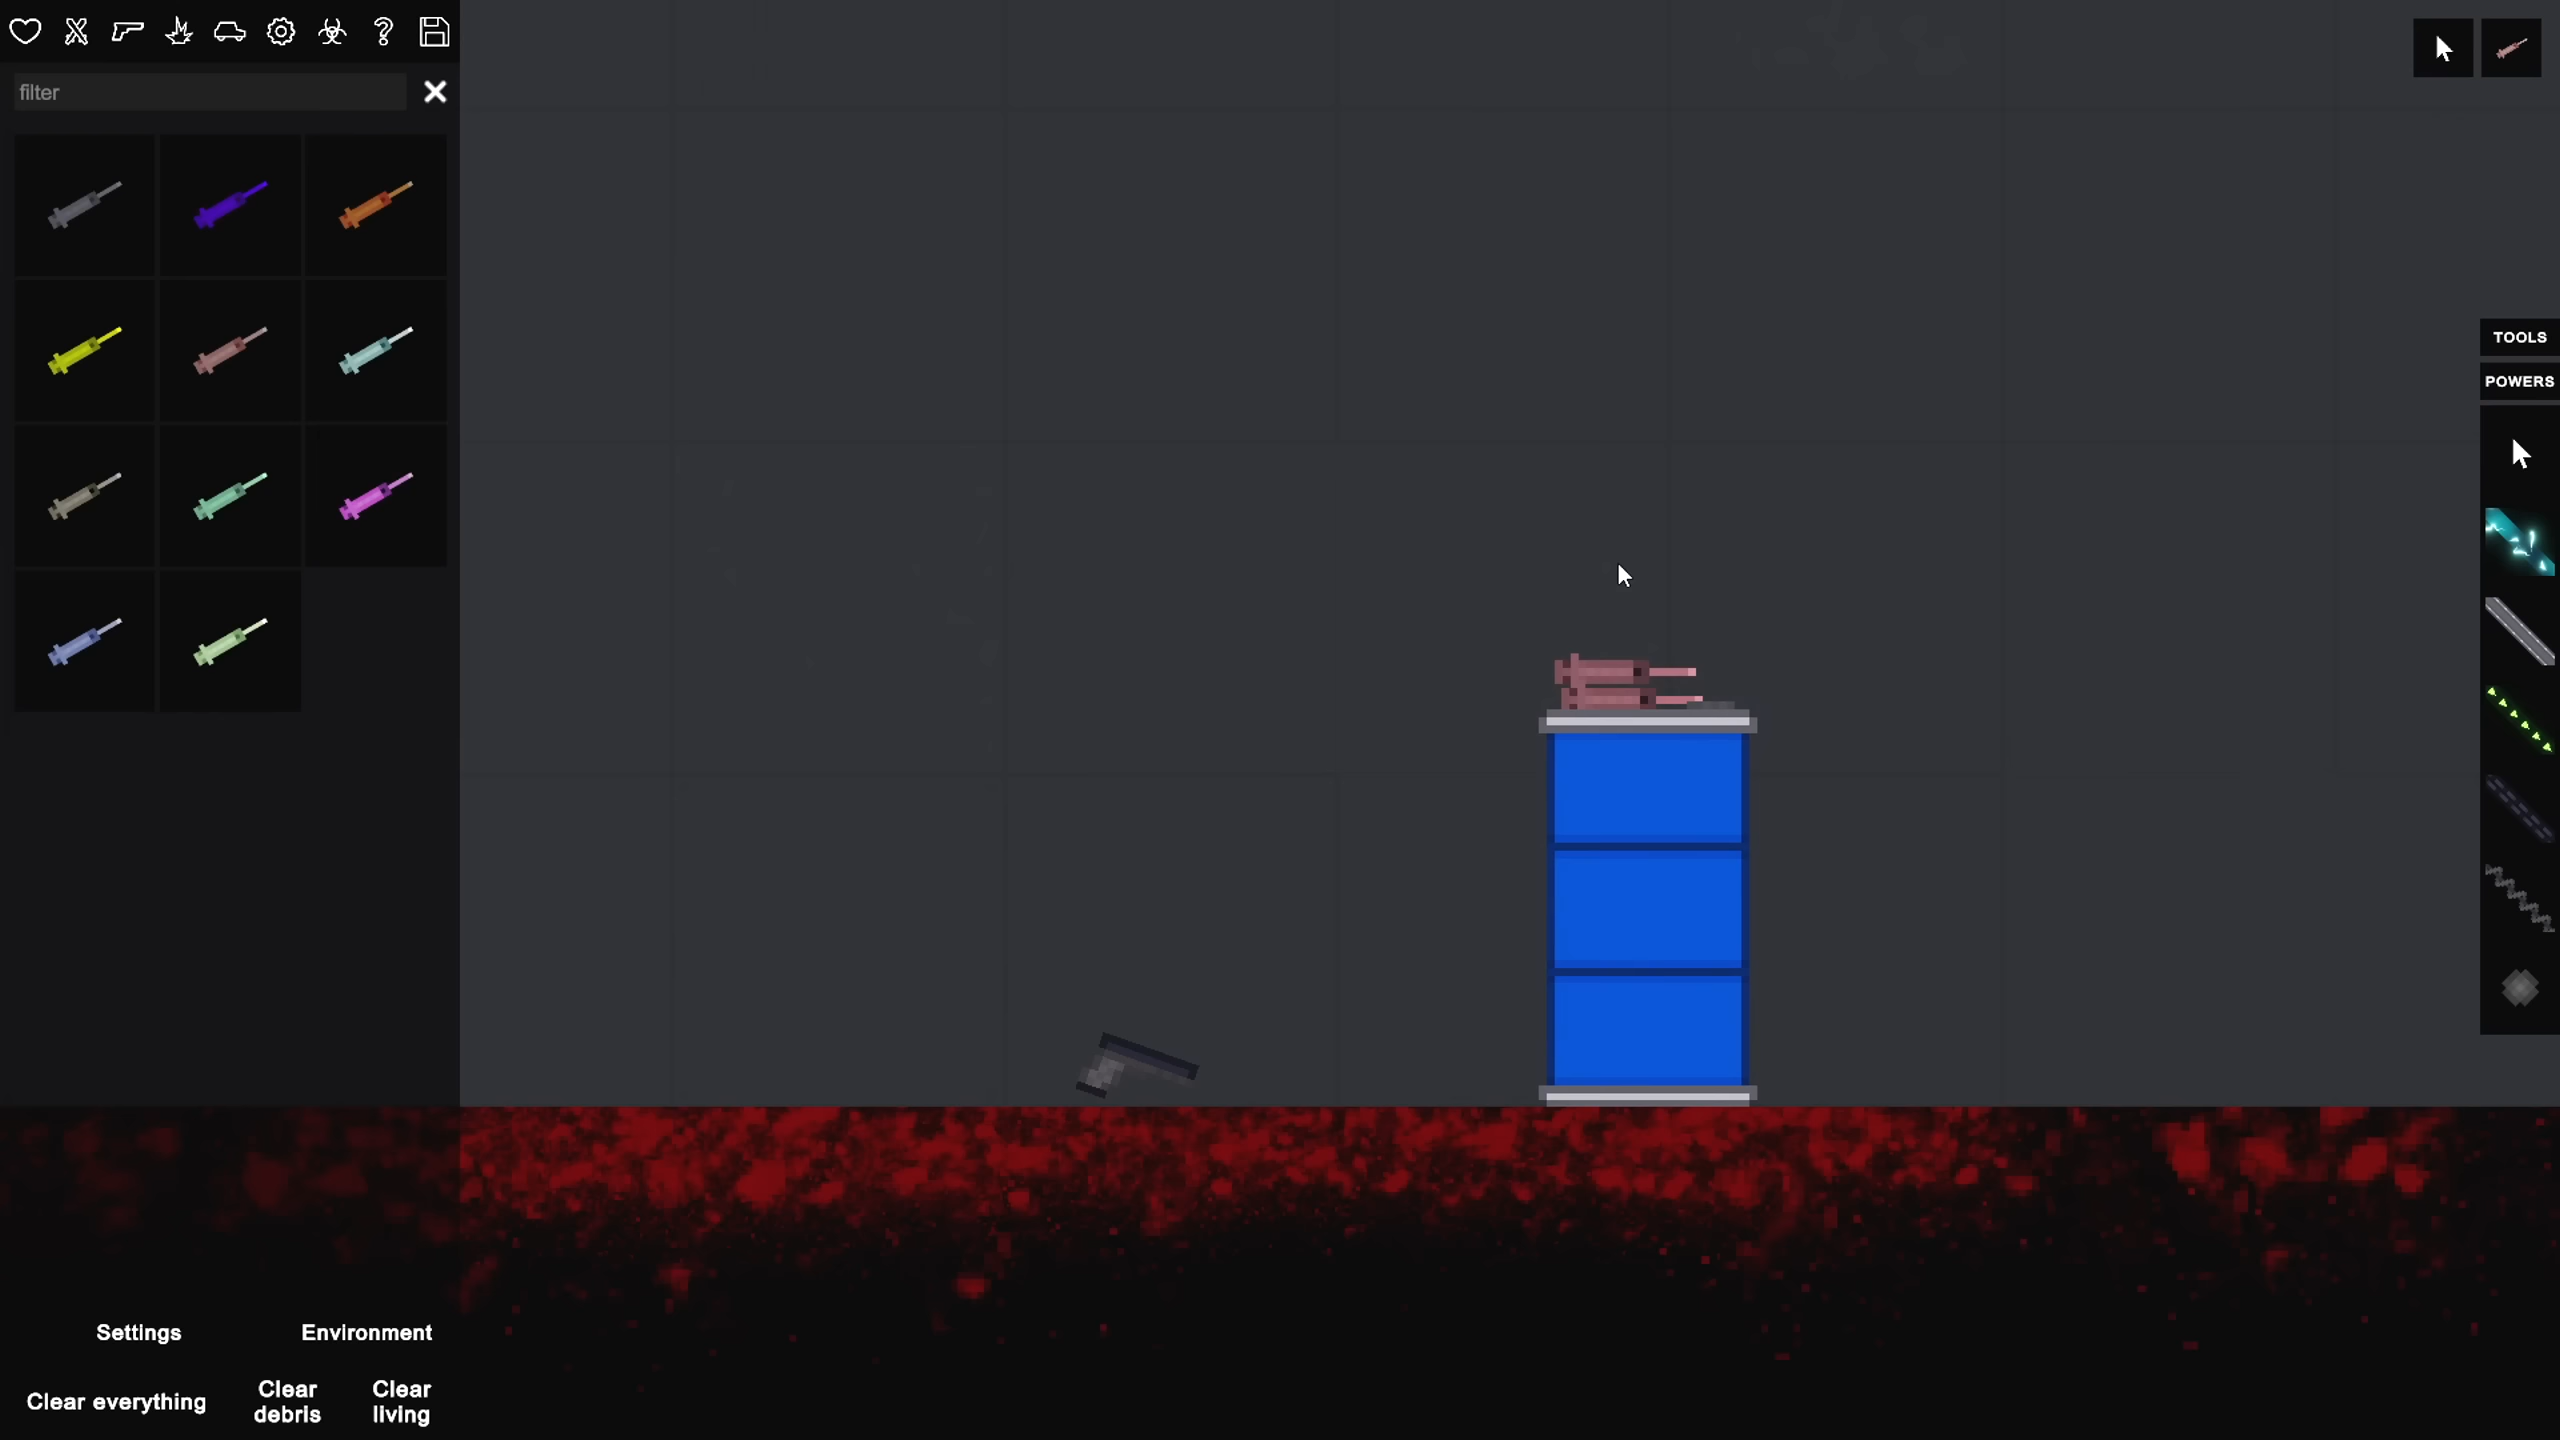 filter
TOOLS
POWERS
Settings
Environment
Clear everything
Clear
debris
Clear
living